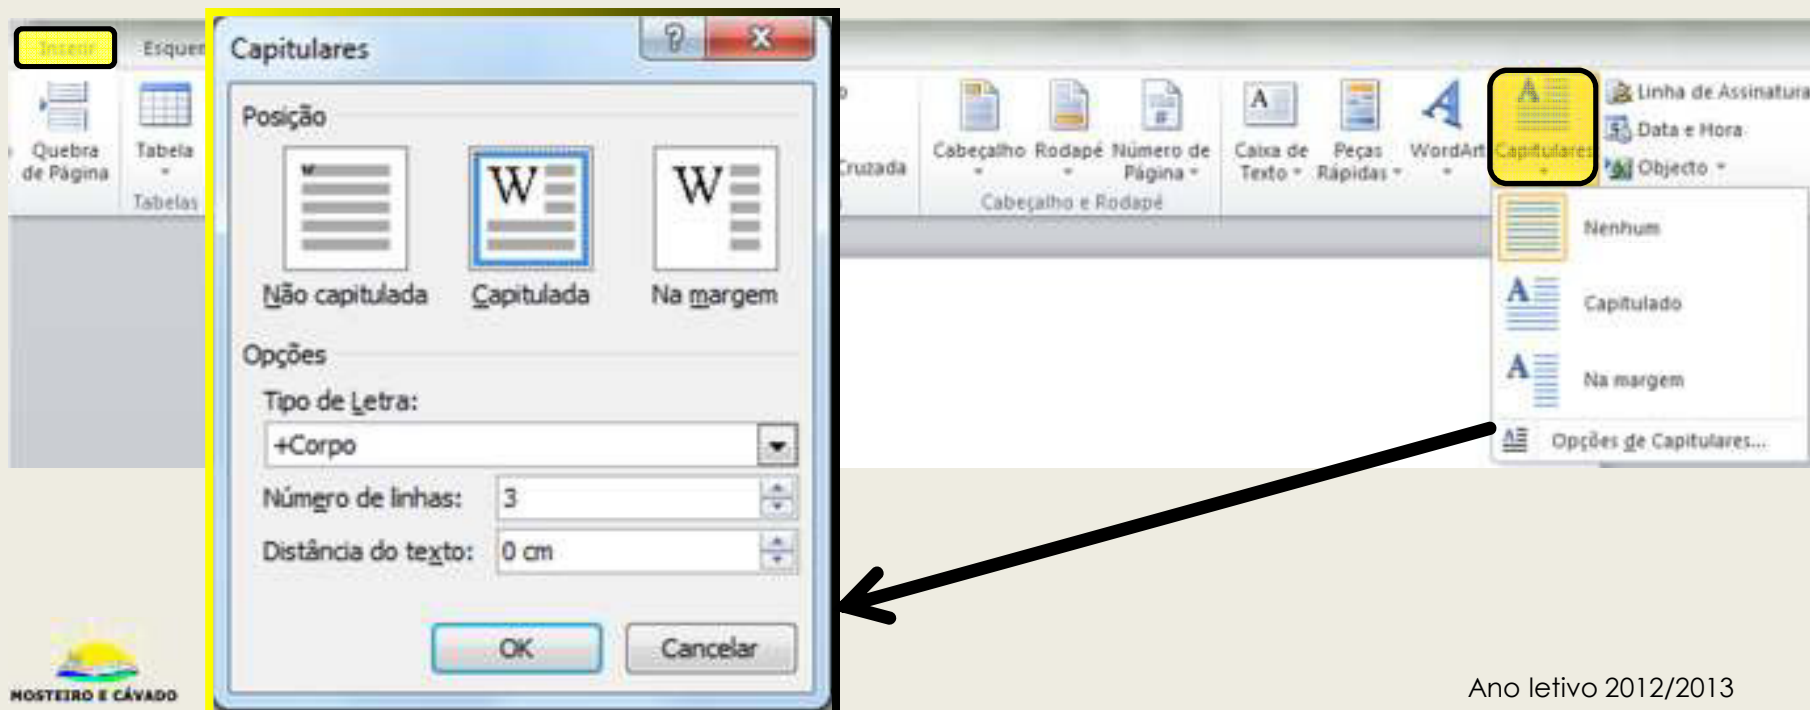 Inserir
Esquem
Quebra
de Página
Tabela
Tabelas
Capitulares
Posição
W
W
W
Não capitulada
Capitulada
Na margem
Opções
Tipo de Letra:
+Corpo
Número de linhas:
3
Distância do texto:
0 cm
OK
Cancelar
Cruzada
Cabeçalho
Rodapé
Número de
Página
Cabeçalho e Rodapé
A
Caixa de
Texto
Peças
Rápidas
A
WordArt
A
Capitulares
Linha de Assinatura
Data e Hora
Objecto
Nenhum
A
Capitulado
A
Na margem
Opções de Capitulares...
MOSTEIRO E CÁVADO
Ano letivo 2012/2013